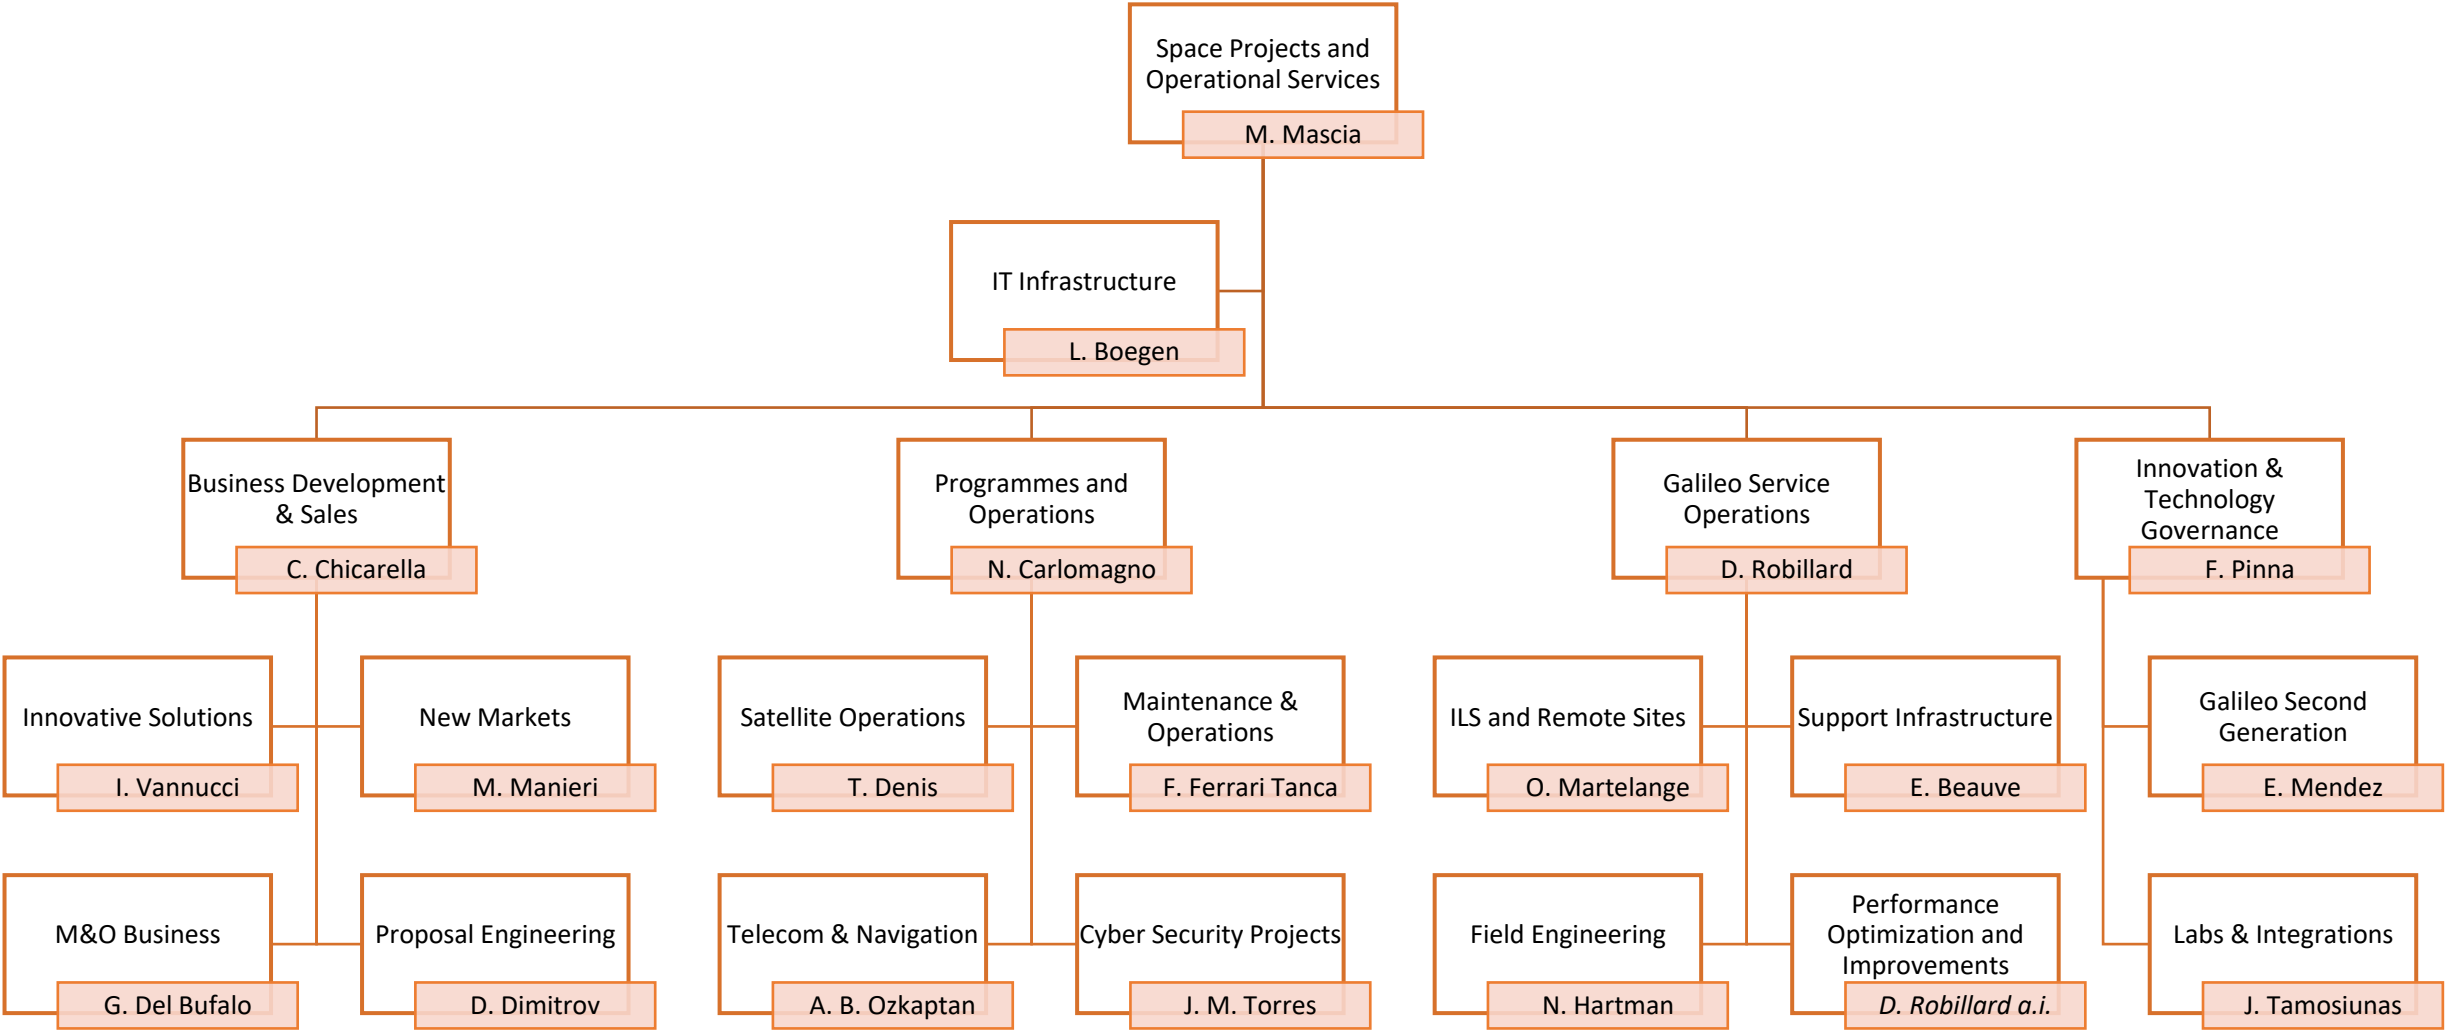 Space Projects and
Operational Services
M. Mascia
IT Infrastructure
L. Boegen
Business Development
& Sales
C. Chicarella
Programmes and
Operations
N. Carlomagno
Galileo Service
Operations
D. Robillard
Innovation &
Technology
Governance
F. Pinna
Innovative Solutions
I. Vannucci
New Markets
M. Manieri
Satellite Operations
T. Denis
Maintenance &
Operations
F. Ferrari Tanca
ILS and Remote Sites
O. Martelange
Support Infrastructure
E. Beauve
Galileo Second
Generation
E. Mendez
M&O Business
G. Del Bufalo
Proposal Engineering
D. Dimitrov
Telecom & Navigation
A. B. Ozkaptan
Cyber Security Projects
J. M. Torres
Field Engineering
N. Hartman
Performance
Optimization and
Improvements
D. Robillard a.i.
Labs & Integrations
J. Tamosiunas